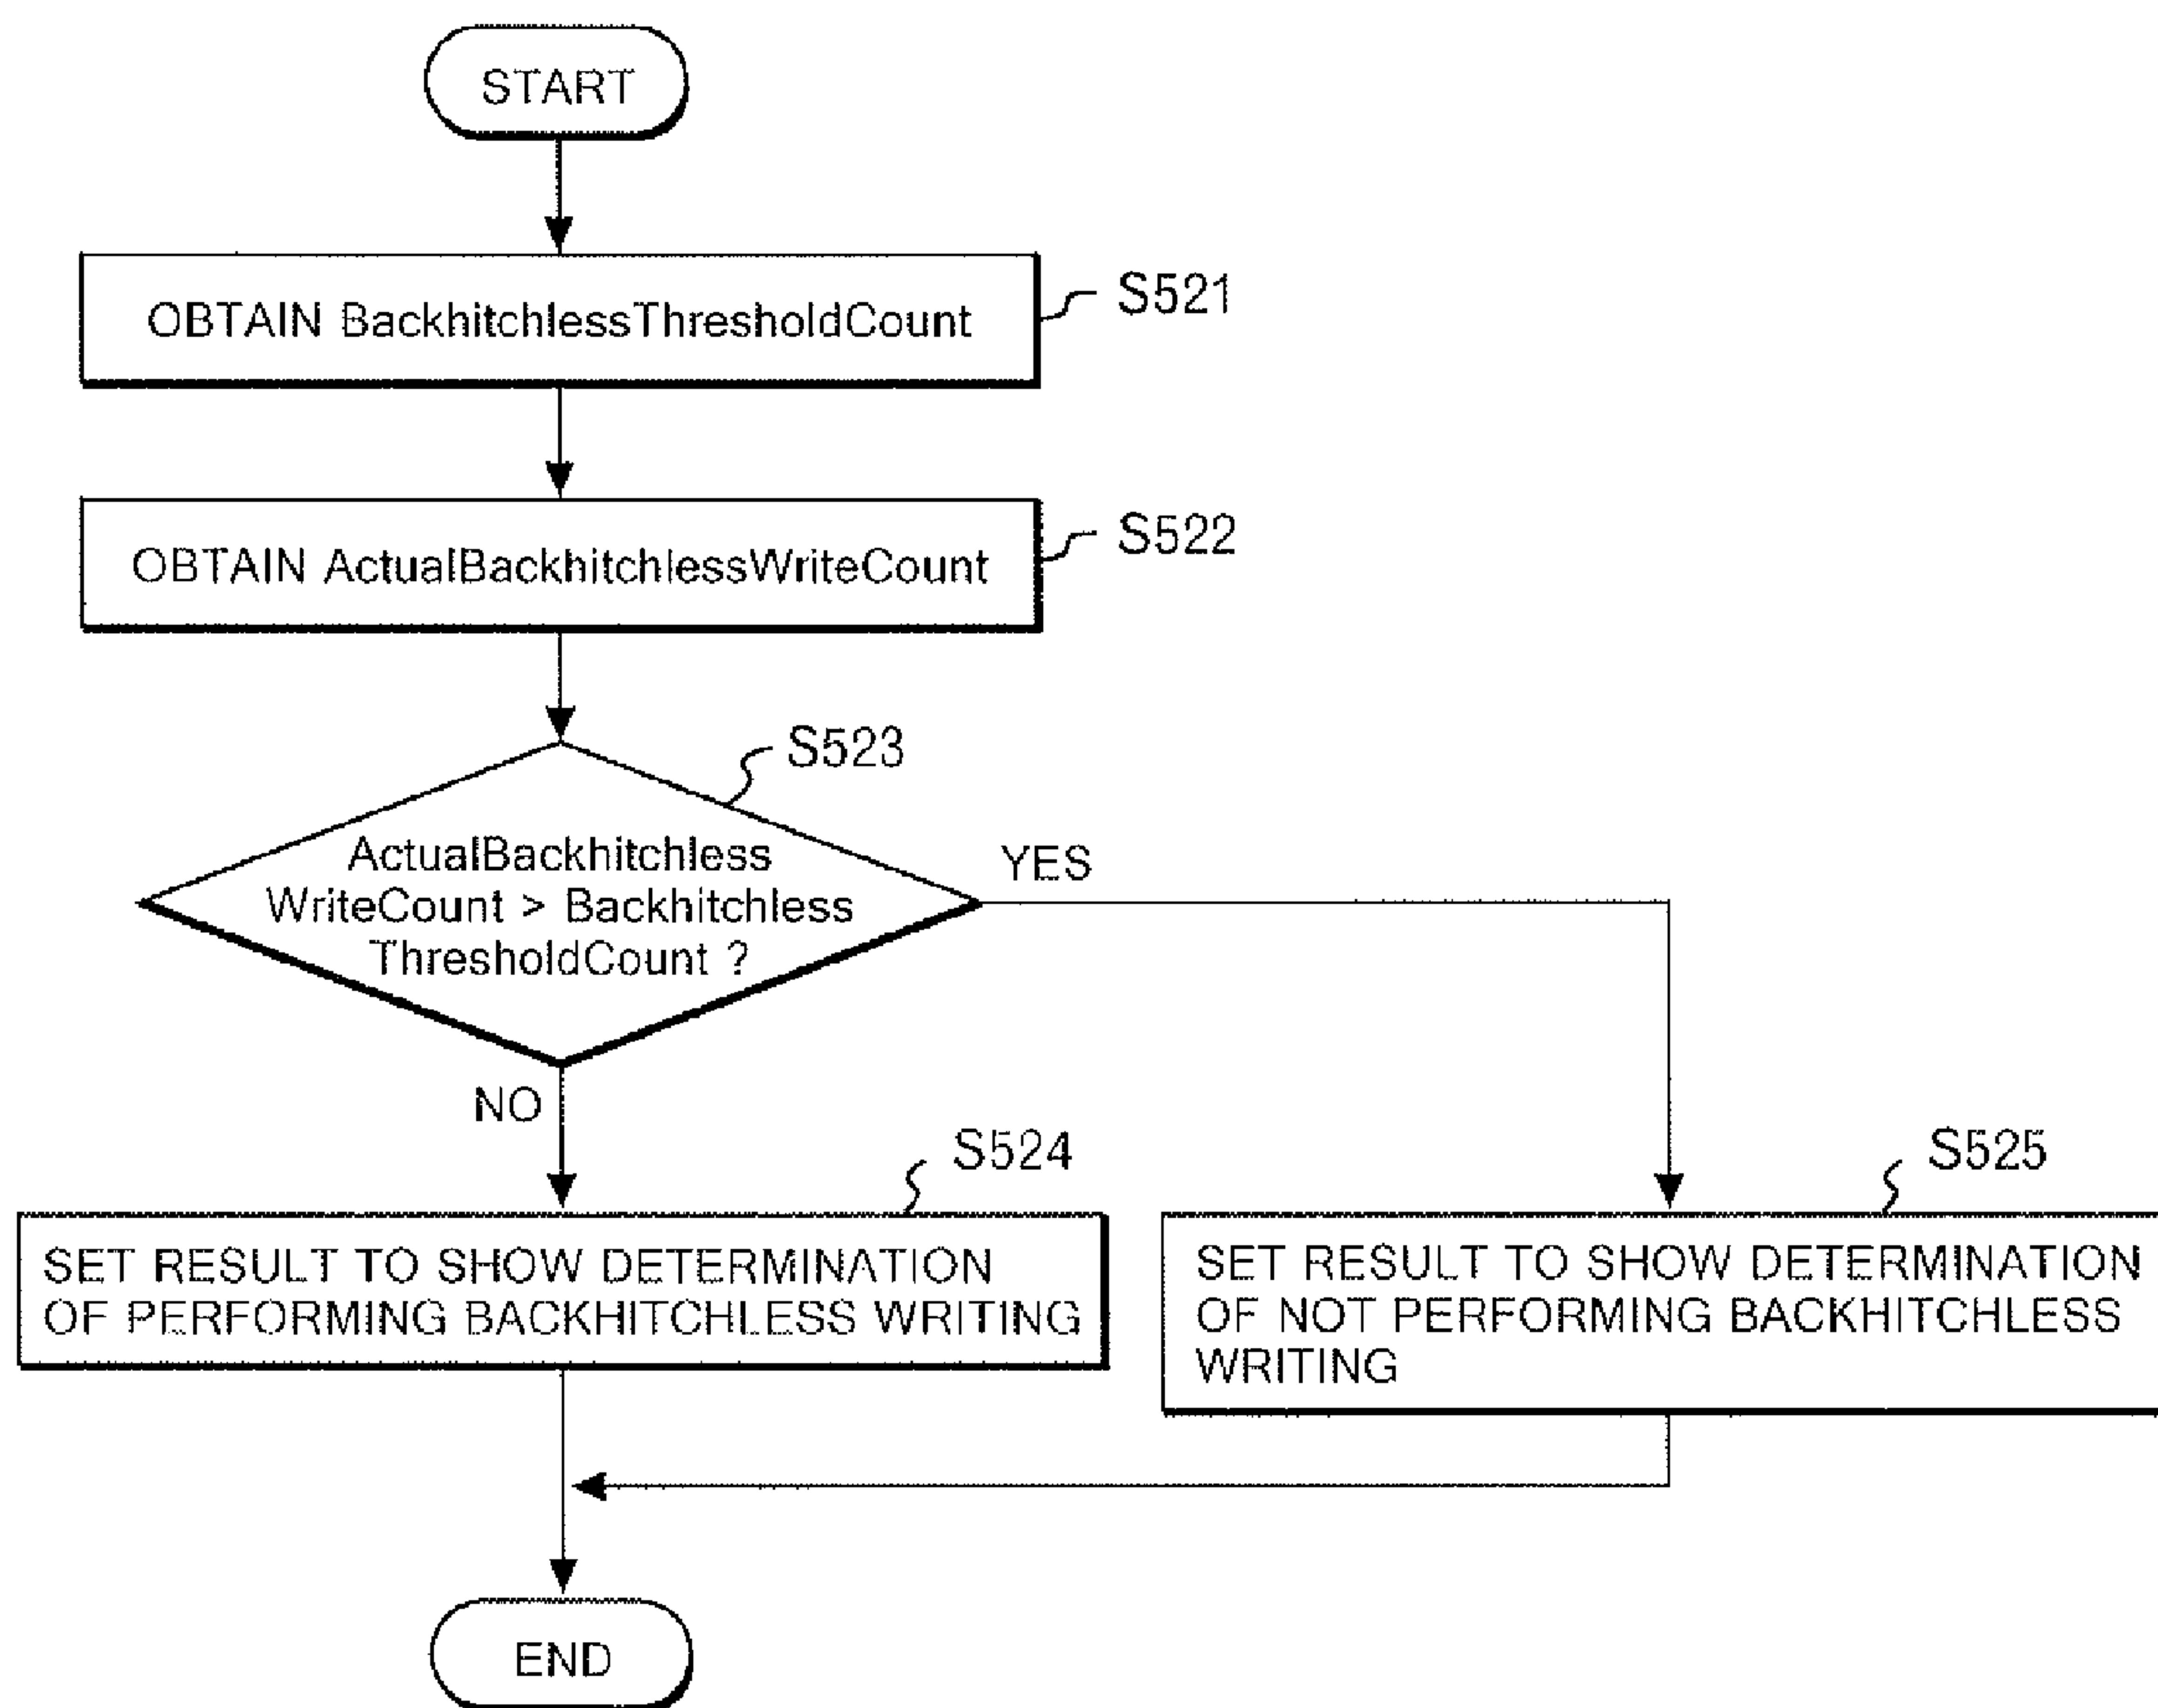 START
OBTAIN BackhitchlessThresholdCount
S521
OBTAIN ActualBackhitchlessWriteCount
S522
S523
ActualBackhitchless
WriteCount > Backhitchless
ThresholdCount ?
YES
NO
S524
SET RESULT TO SHOW DETERMINATION
OF PERFORMING BACKHITCHLESS WRITING
S525
SET RESULT TO SHOW DETERMINATION
OF NOT PERFORMING BACKHITCHLESS
WRITING
END